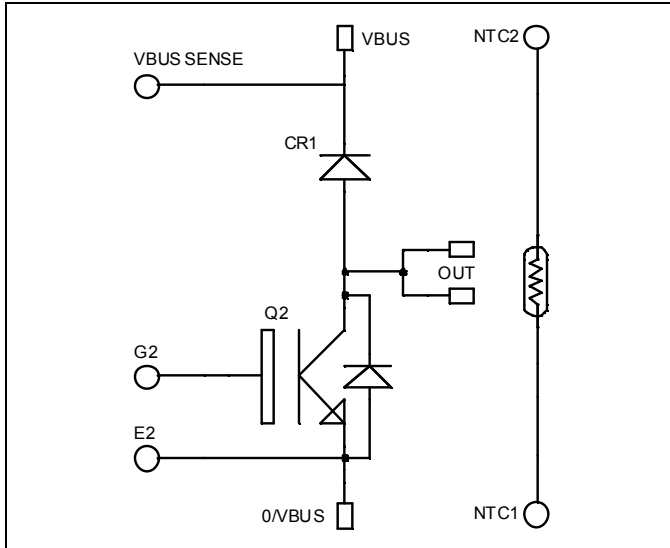 VBUS
NTC2
VBUS SENSE
CR1
OUT
Q2
G2
E2
0/VBUS
NTC1